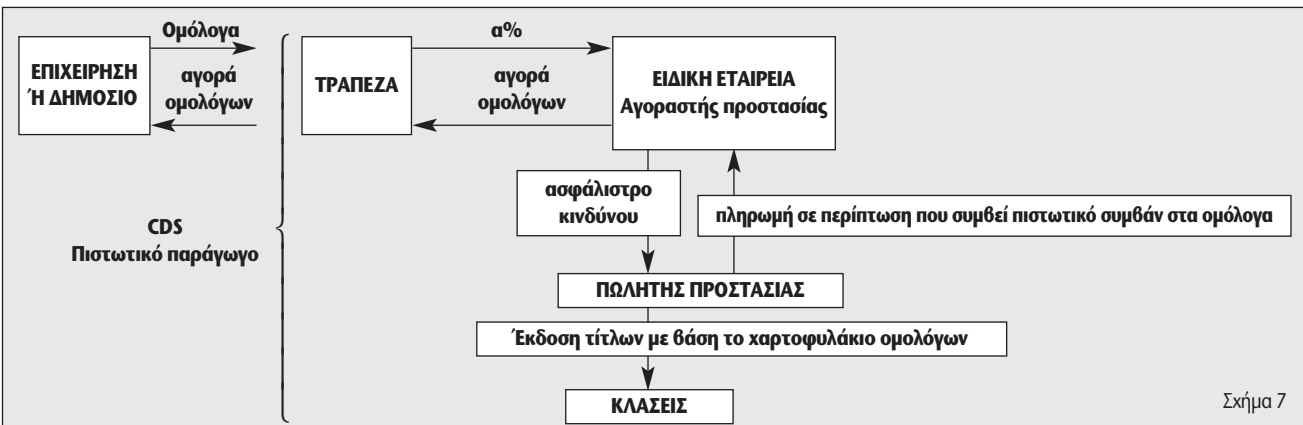 Ομόλογα
ΕΠΙΧΕΙΡΗΣΗ
Ή ΔΗΜΟΣΙΟ
αγορά
ομολόγων
ΤΡΑΠΕΖΑ
α%
αγορά
ομολόγων
ΕΙΔΙΚΗ ΕΤΑΙΡΕΙΑ
Αγοραστής προστασίας
ασφάλιστρο
κινδύνου
πληρωμή σε περίπτωση που συμβεί πιστωτικό συμβάν στα ομόλογα
CDS
Πιστωτικό παράγωγο
ΠΩΛΗΤΗΣ ΠΡΟΣΤΑΣΙΑΣ
Έκδοση τίτλων με βάση το χαρτοφυλάκιο ομολόγων
ΚΛΑΣΕΙΣ
Σχήμα 7